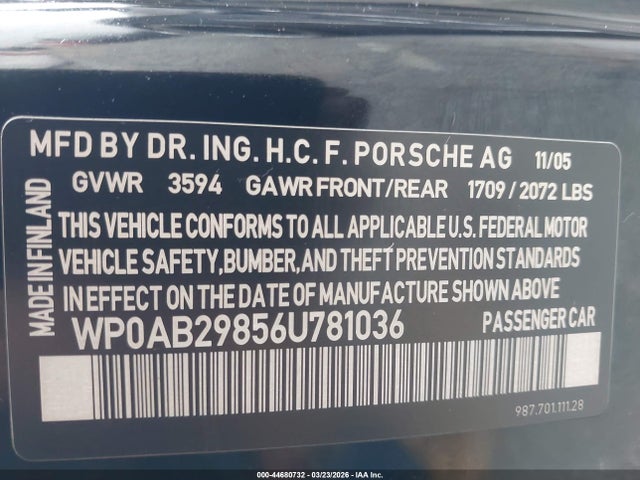 MFD BY DR. ING. H.C. F. PORSCHE AG 11/05
GVWR 3594 GAWR FRONT/REAR 1709 / 2072 LBS
THIS VEHICLE CONFORMS TO ALL APPLICABLE U.S. FEDERAL MOTOR
VEHICLE SAFETY, BUMBER, AND THEFT PREVENTION STANDARDS
IN EFFECT ON THE DATE OF MANUFACTURE SHOWN ABOVE
WP0AB29856U781036 PASSENGER CAR
987.701.111.28
MADE IN FINLAND
000-44680732 - 03/23/2026 - IAA Inc.